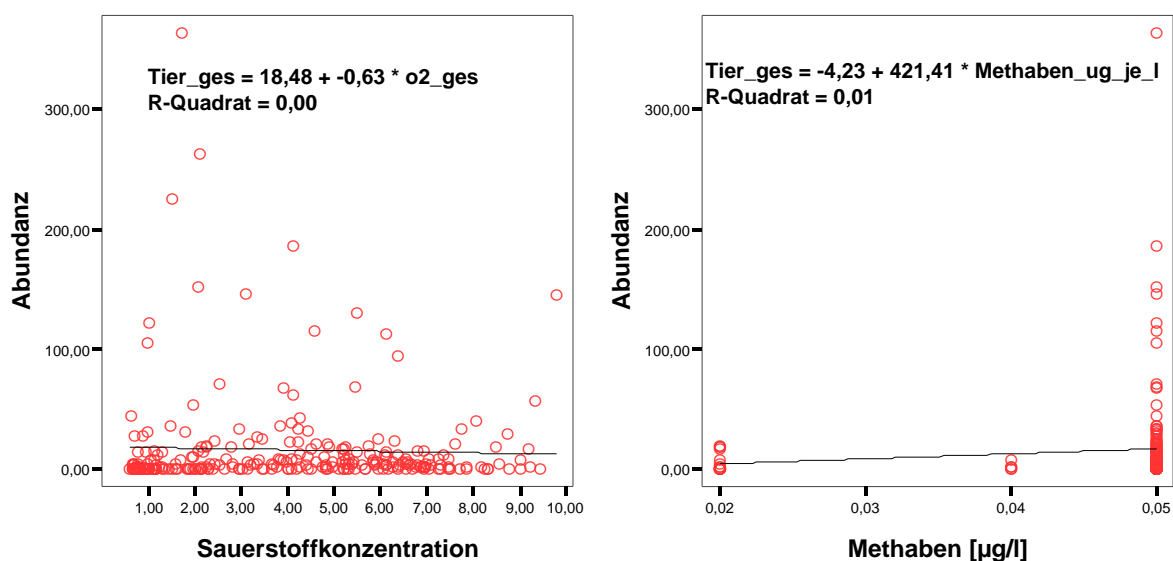 Tier_ges = 18,48 + -0,63 * o2_ges
R-Quadrat = 0,00
300,00
200,00
100,00
0,00
Abundanz
1,00 2,00 3,00 4,00 5,00 6,00 7,00 8,00 9,00 10,00
Sauerstoffkonzentration
Tier_ges = -4,23 + 421,41 * Methaben_ug_je_l
R-Quadrat = 0,01
300,00
200,00
100,00
0,00
Abundanz
0,02 0,03 0,04 0,05
Methaben [µg/l]